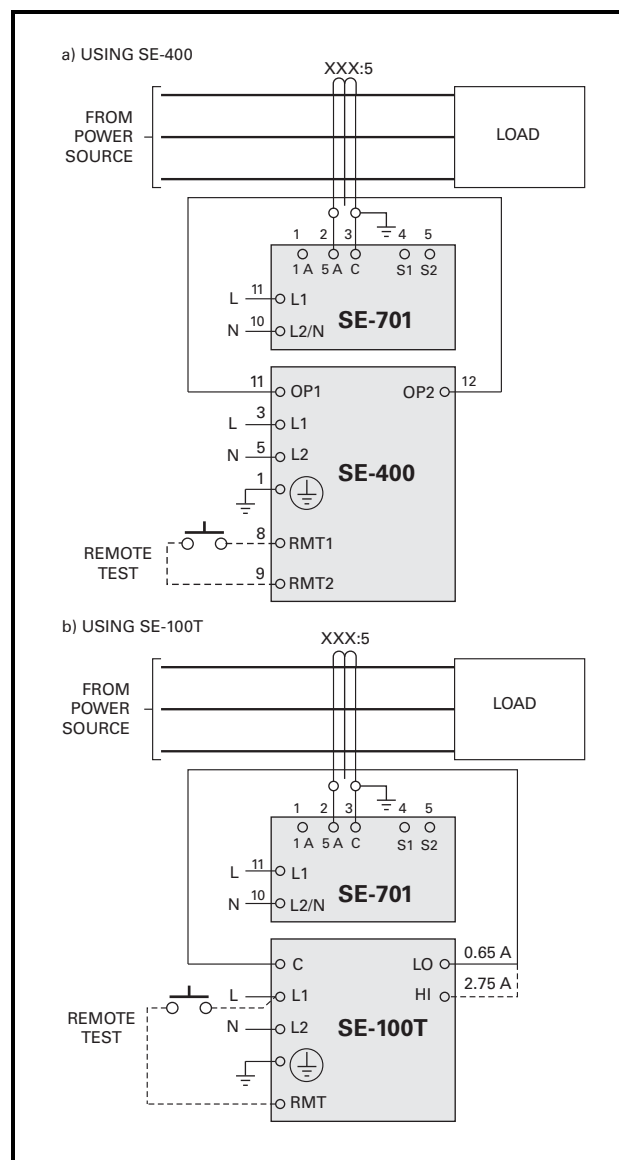 a) USING SE-400
XXX:5
FROM
POWER
SOURCE
LOAD
1 2 3 4 5
1 A 5 A C S1 S2
L 11 L1
N 10 L2/N
SE-701
11 OP1 OP2 12
L 3 L1
N 5 L2
SE-400
1
REMOTE
TEST
8 RMT1
9 RMT2
b) USING SE-100T
XXX:5
FROM
POWER
SOURCE
LOAD
1 2 3 4 5
1 A 5 A C S1 S2
L 11 L1
N 10 L2/N
SE-701
C LO 0.65 A
L L1 HI 2.75 A
REMOTE
TEST
N L2
SE-100T
RMT